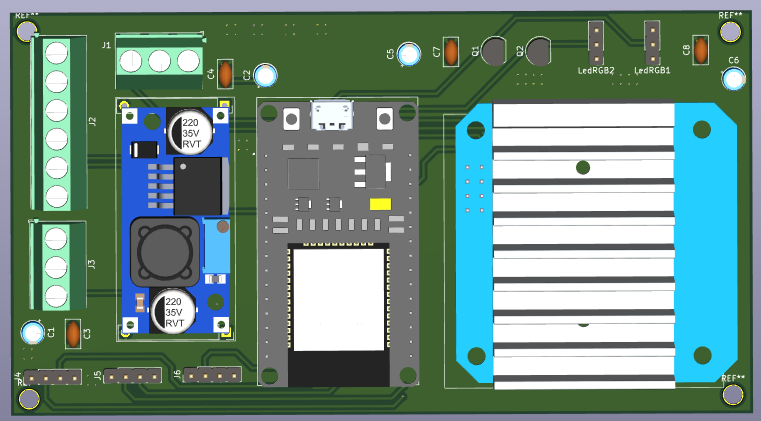 REF**
REF**
J1
C4
C2
C5
C7
Q1
Q2
LedRGB2
LedRGB1
C8
C6
J2
220
35V
RVT
J3
220
35V
RVT
C1
C3
J4
J5
J6
REF**